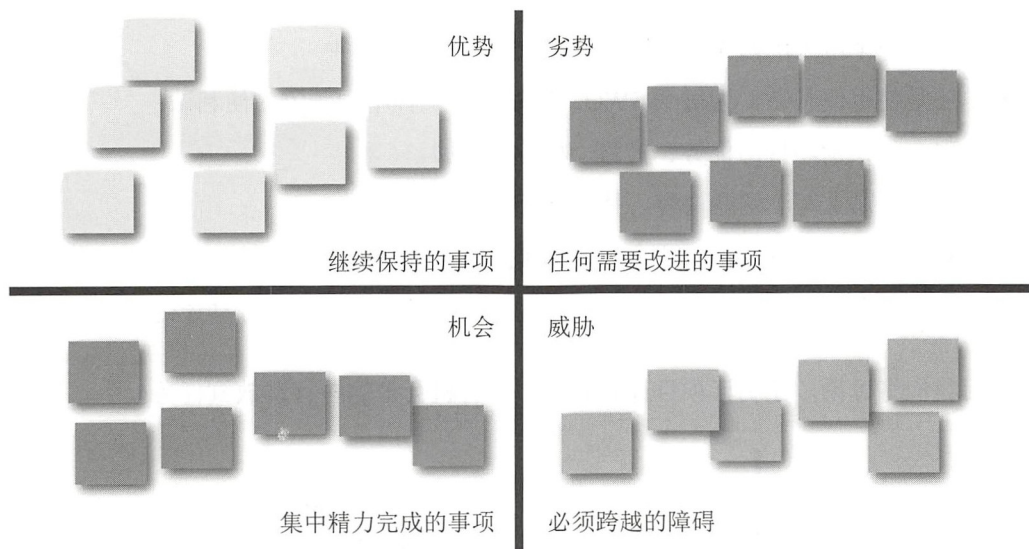 优势
劣势
继续保持的事项
任何需要改进的事项
机会
威胁
集中精力完成的事项
必须跨越的障碍